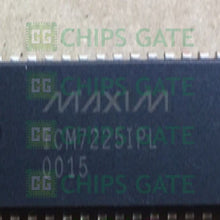 CHIPS GATE
MAXIM
ICM7225IPL
0015
CHIPS GATE